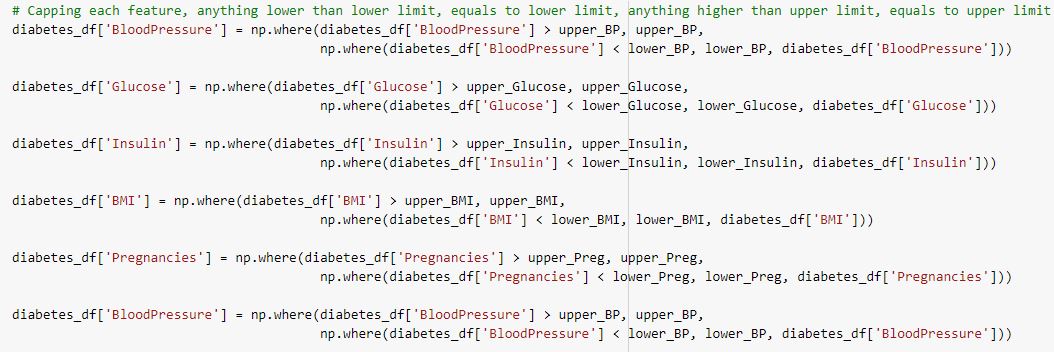 # Capping each feature, anything lower than lower limit, equals to lower limit, anything higher than upper limit, equals to upper limit
diabetes_df['BloodPressure'] = np.where(diabetes_df['BloodPressure'] > upper_BP, upper_BP,
np.where(diabetes_df['BloodPressure'] < lower_BP, lower_BP, diabetes_df['BloodPressure']))
diabetes_df['Glucose'] = np.where(diabetes_df['Glucose'] > upper_Glucose, upper_Glucose,
np.where(diabetes_df['Glucose'] < lower_Glucose, lower_Glucose, diabetes_df['Glucose']))
diabetes_df['Insulin'] = np.where(diabetes_df['Insulin'] > upper_Insulin, upper_Insulin,
np.where(diabetes_df['Insulin'] < lower_Insulin, lower_Insulin, diabetes_df['Insulin']))
diabetes_df['BMI'] = np.where(diabetes_df['BMI'] > upper_BMI, upper_BMI,
np.where(diabetes_df['BMI'] < lower_BMI, lower_BMI, diabetes_df['BMI']))
diabetes_df['Pregnancies'] = np.where(diabetes_df['Pregnancies'] > upper_Preg, upper_Preg,
np.where(diabetes_df['Pregnancies'] < lower_Preg, lower_Preg, diabetes_df['Pregnancies']))
diabetes_df['BloodPressure'] = np.where(diabetes_df['BloodPressure'] > upper_BP, upper_BP,
np.where(diabetes_df['BloodPressure'] < lower_BP, lower_BP, diabetes_df['BloodPressure']))